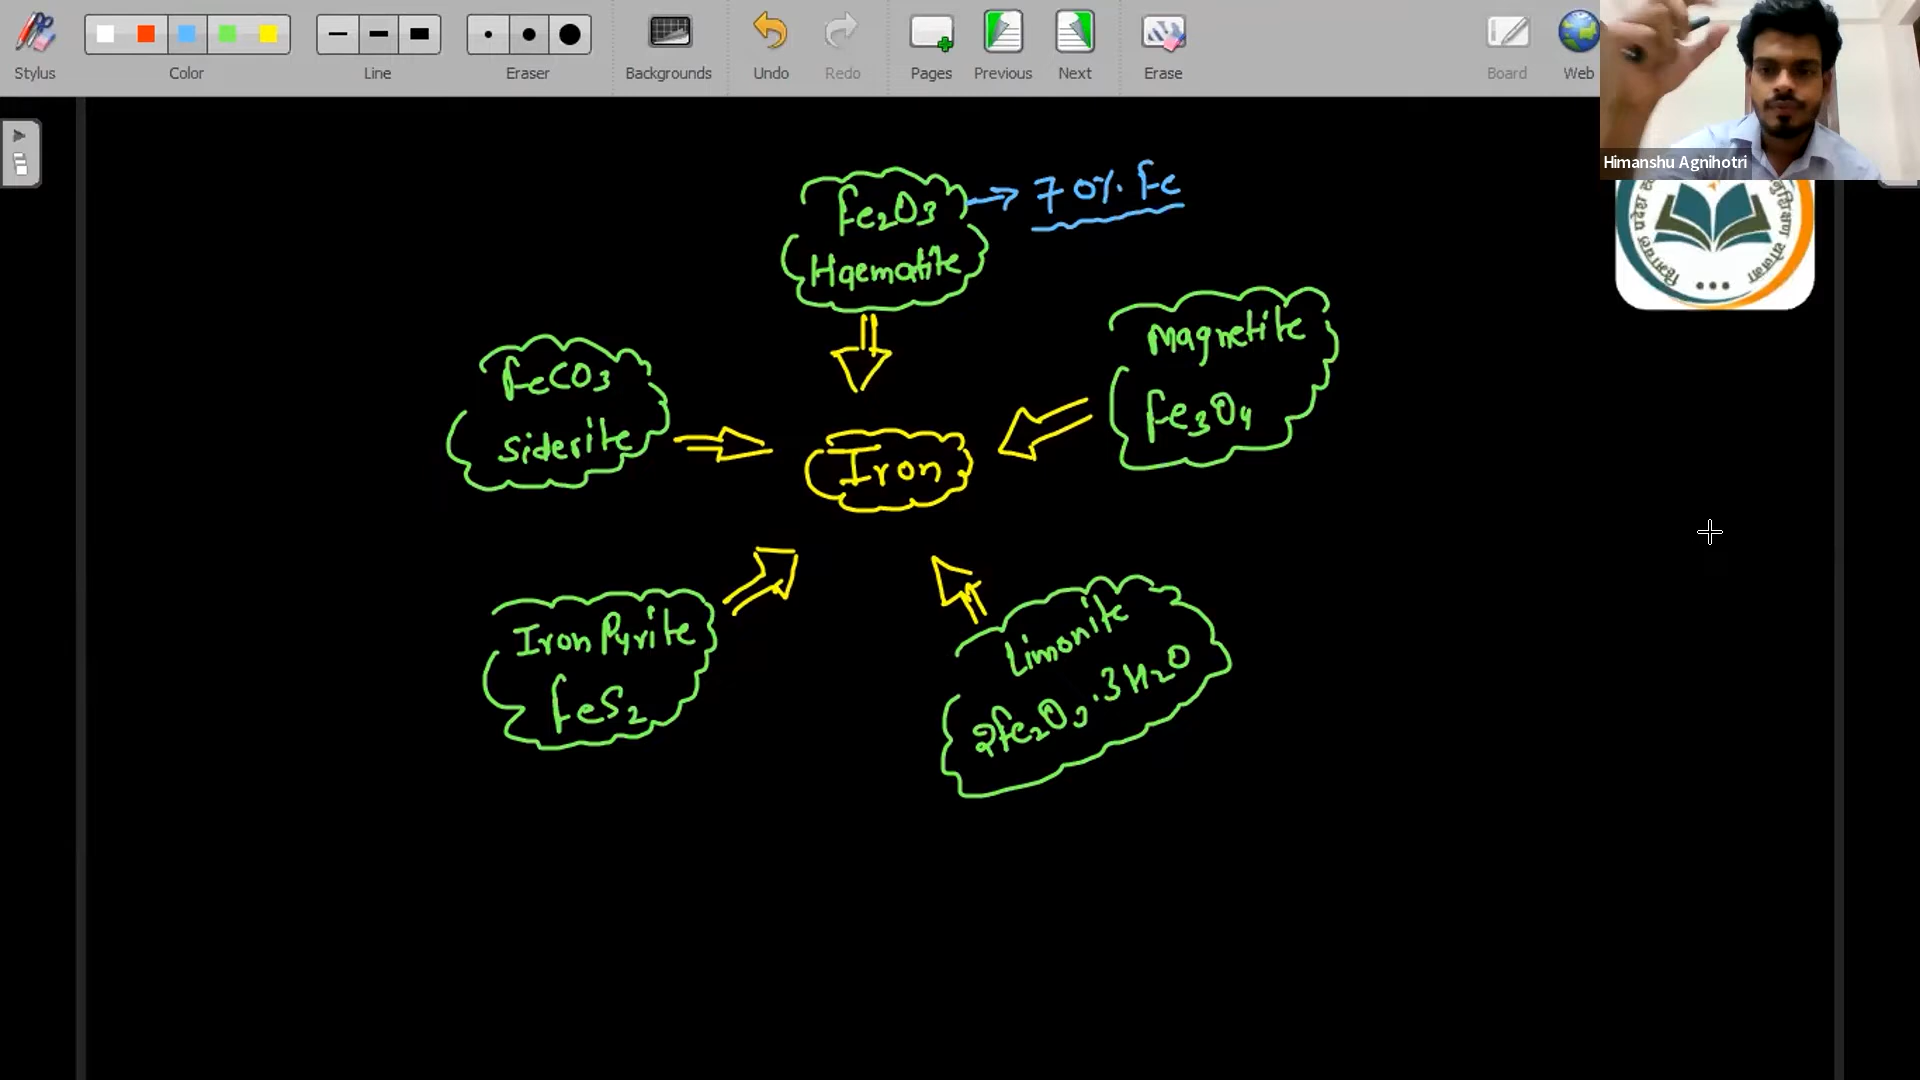 Stylus
Color
Line
Eraser
Backgrounds
Undo
Redo
Pages
Previous
Next
Erase
Board
Web
Himanshu Agnihotri
Fe2O3
Haematite
70% Fe
Magnetite
Fe3O4
FeCO3
Siderite
Iron
Iron Pyrite
FeS2
Limonite
2Fe2O3.3H2O